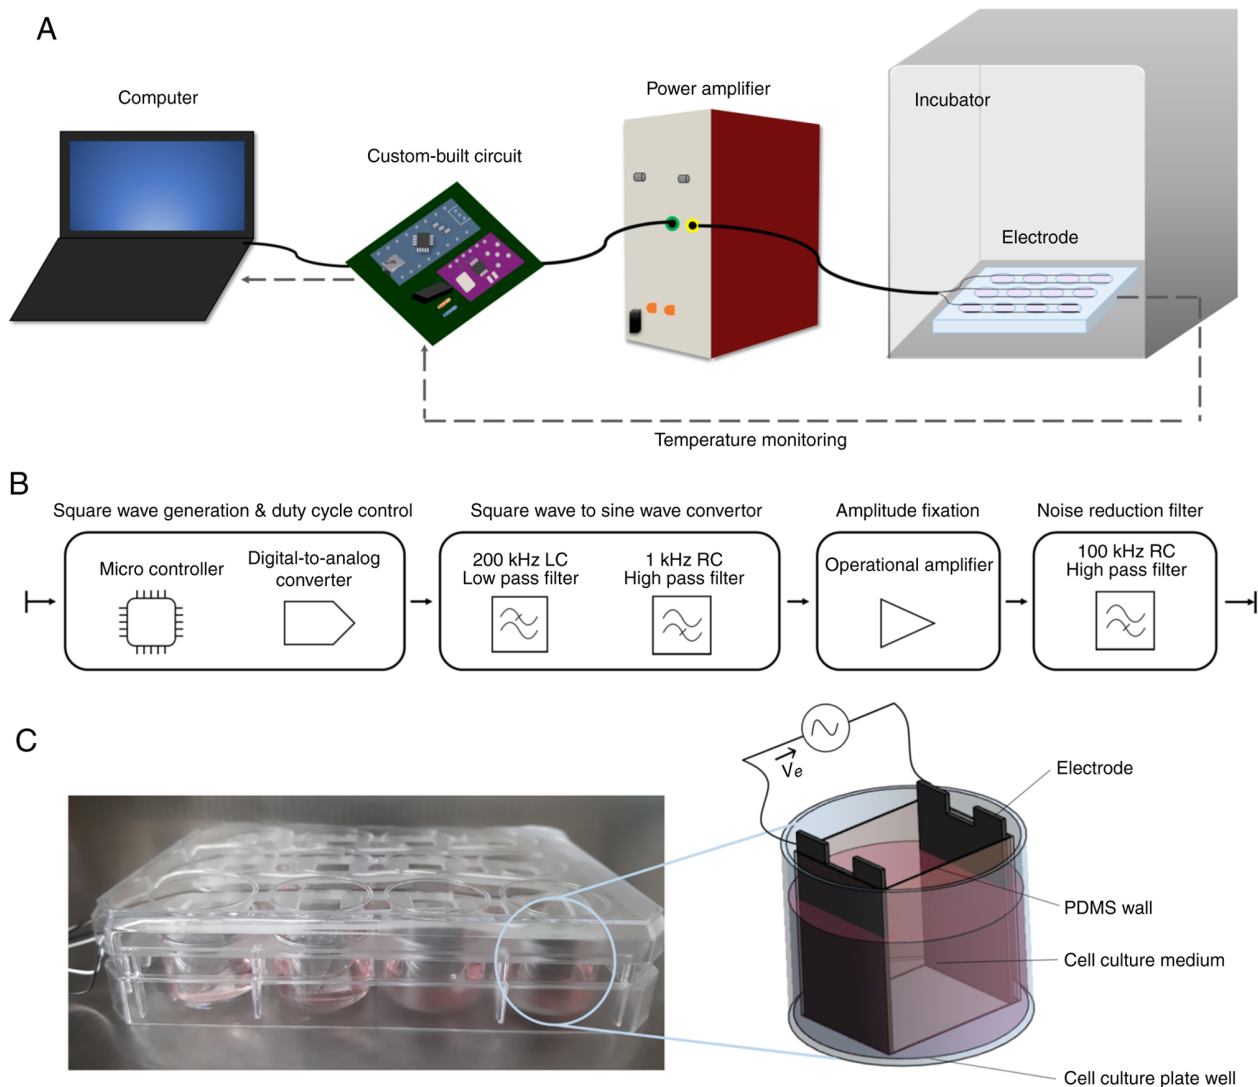 A
Computer
Custom-built circuit
Power amplifier
Incubator
Electrode
Temperature monitoring
B
Square wave generation & duty cycle control
Micro controller
Digital-to-analog
converter
Square wave to sine wave convertor
200 kHz LC
Low pass filter
1 kHz RC
High pass filter
Amplitude fixation
Operational amplifier
Noise reduction filter
100 kHz RC
High pass filter
C
Ve
Electrode
PDMS wall
Cell culture medium
Cell culture plate well